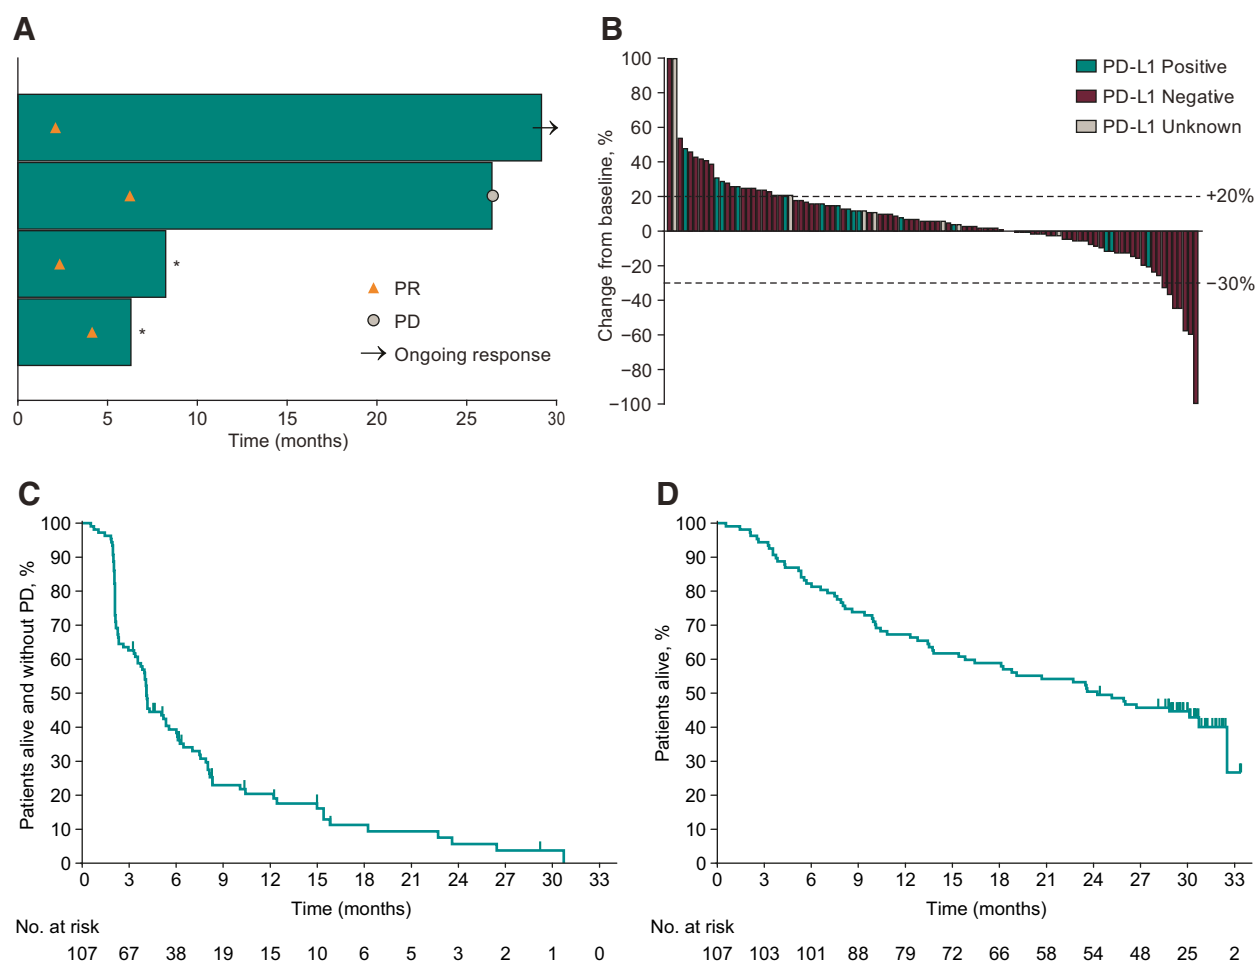 A
PR
PD
Ongoing response
*
*
0 5 10 15 20 25 30
Time (months)
B
PD-L1 Positive
PD-L1 Negative
PD-L1 Unknown
Change from baseline, %
100
80
60
40
20
0
−20
−40
−60
−80
−100
+20%
−30%
C
Patients alive and without PD, %
100
90
80
70
60
50
40
30
20
10
0
0 3 6 9 12 15 18 21 24 27 30 33
Time (months)
No. at risk
107 67 38 19 15 10 6 5 3 2 1 0
D
Patients alive, %
100
90
80
70
60
50
40
30
20
10
0
0 3 6 9 12 15 18 21 24 27 30 33
Time (months)
No. at risk
107 103 101 88 79 72 66 58 54 48 25 2